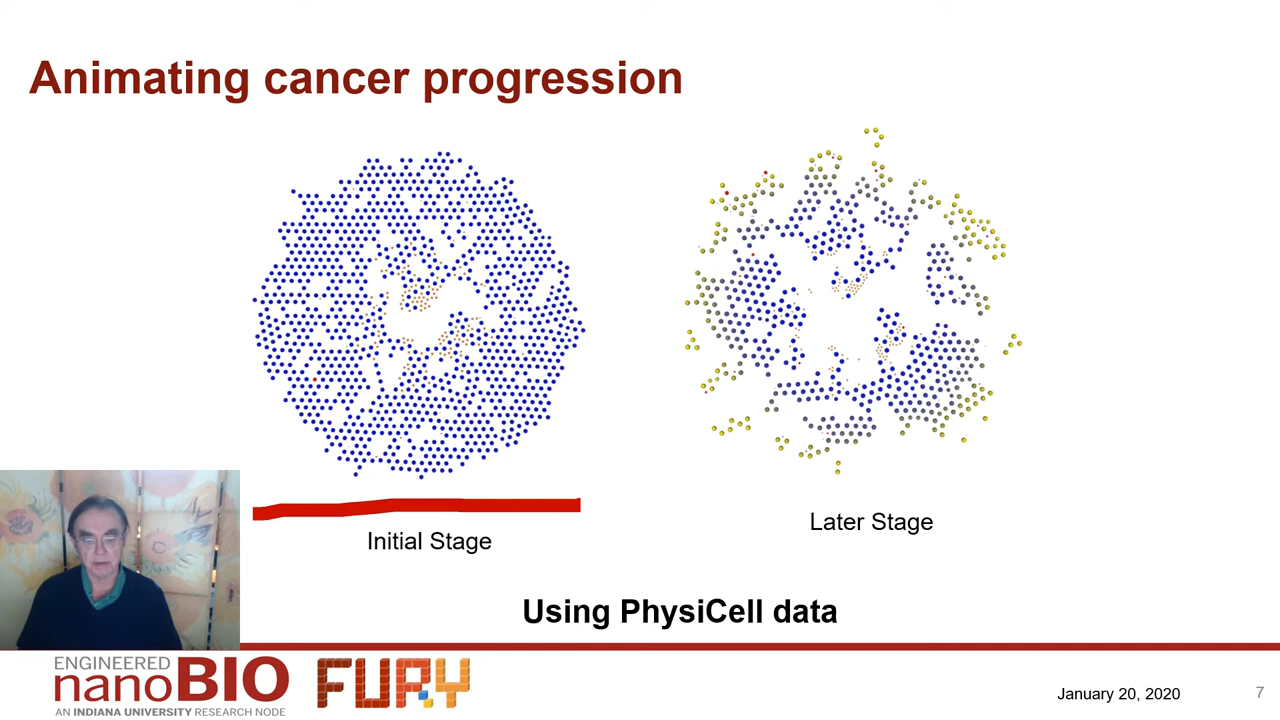 Animating cancer progression
Initial Stage
Later Stage
Using PhysiCell data
ENGINEERED
nanoBIO
AN INDIANA UNIVERSITY RESEARCH NODE
FURY
January 20, 2020
7